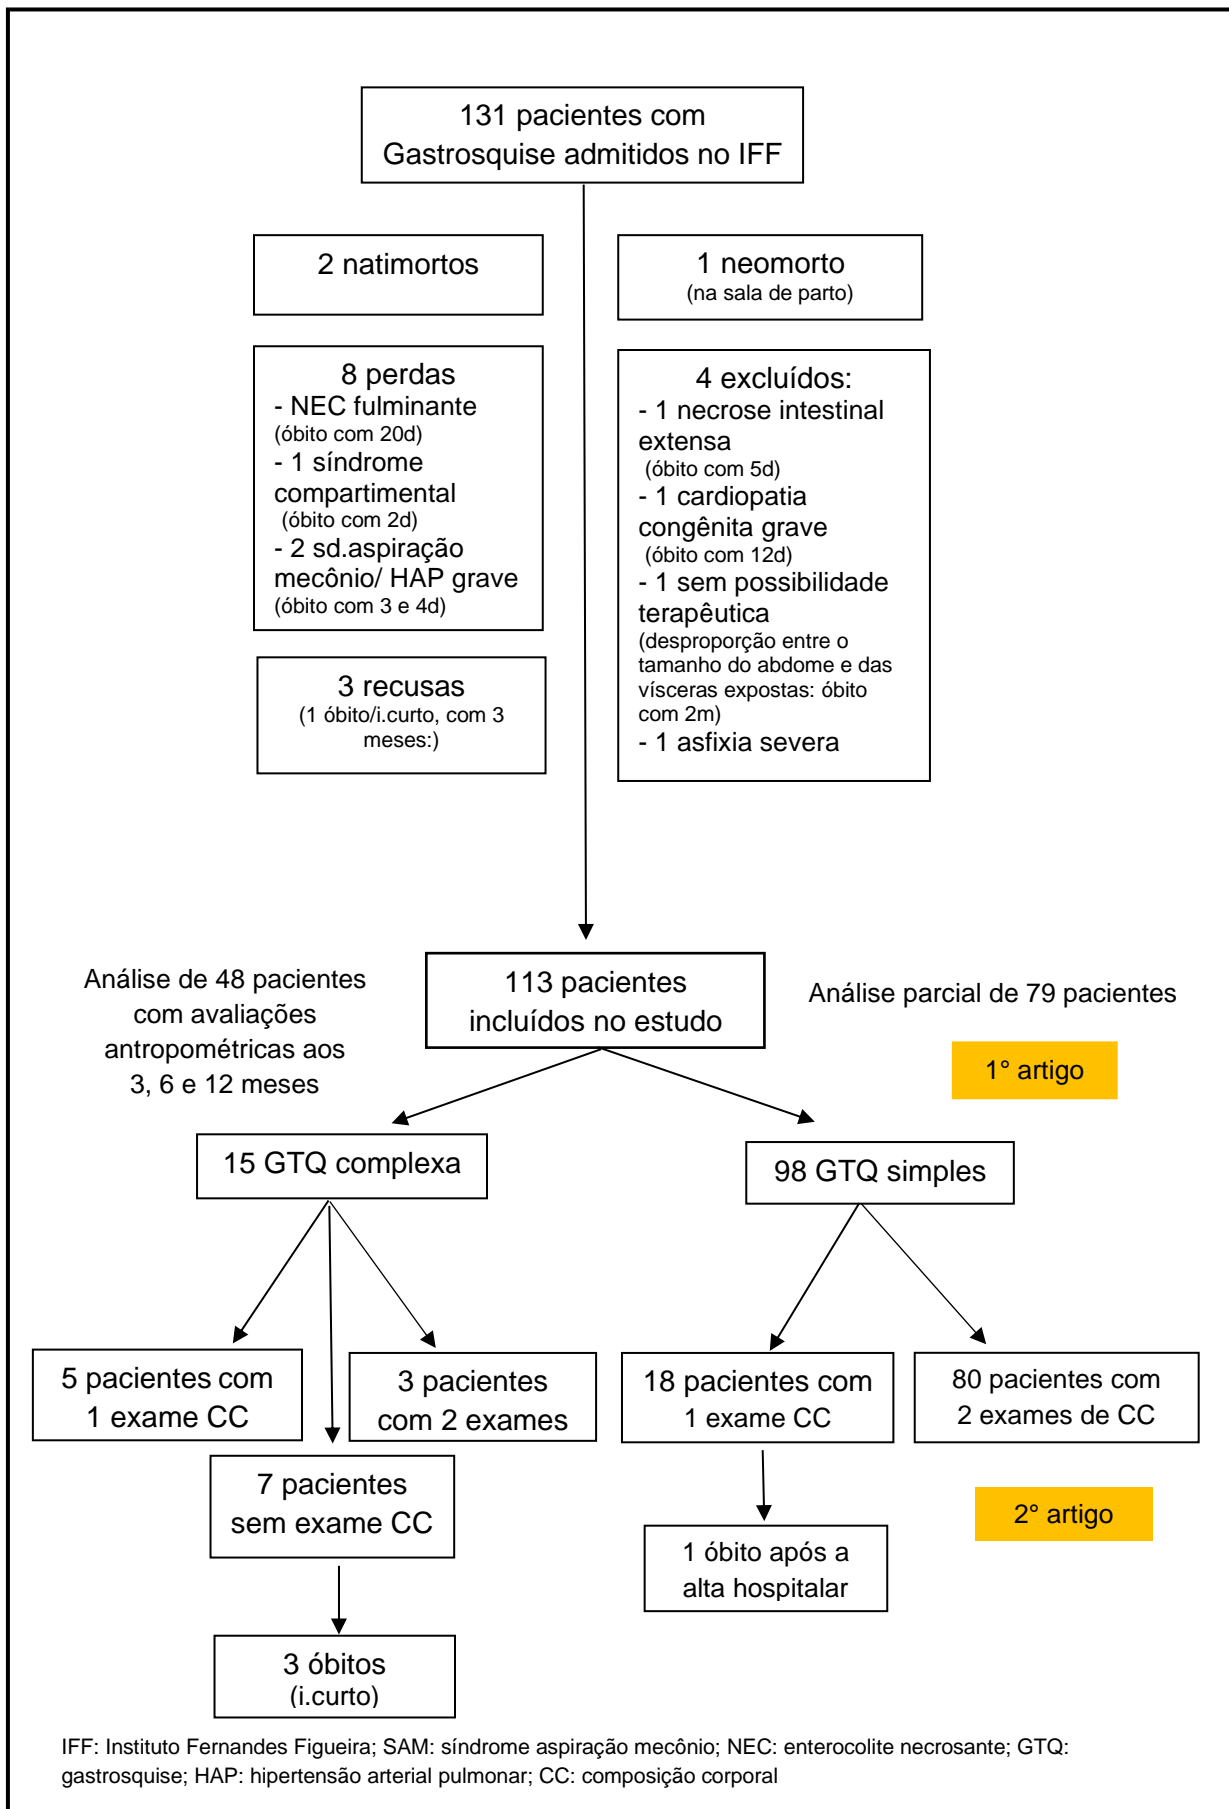 131 pacientes com
Gastrosquise admitidos no IFF
2 natimortos
1 neomorto
(na sala de parto)
8 perdas
- NEC fulminante
(óbito com 20d)
- 1 síndrome
compartimental
(óbito com 2d)
- 2 sd.aspiração
mecônio/ HAP grave
(óbito com 3 e 4d)
4 excluídos:
- 1 necrose intestinal
extensa
(óbito com 5d)
- 1 cardiopatia
congênita grave
(óbito com 12d)
- 1 sem possibilidade
terapêutica
(desproporção entre o
tamanho do abdome e das
vísceras expostas: óbito
com 2m)
- 1 asfixia severa
3 recusas
(1 óbito/i.curto, com 3
meses:)
Análise de 48 pacientes
com avaliações
antropométricas aos
3, 6 e 12 meses
113 pacientes
incluídos no estudo
Análise parcial de 79 pacientes
1° artigo
15 GTQ complexa
98 GTQ simples
5 pacientes com
1 exame CC
3 pacientes
com 2 exames
18 pacientes com
1 exame CC
80 pacientes com
2 exames de CC
7 pacientes
sem exame CC
2° artigo
1 óbito após a
alta hospitalar
3 óbitos
(i.curto)
IFF: Instituto Fernandes Figueira; SAM: síndrome aspiração mecônio; NEC: enterocolite necrosante; GTQ:
gastrosquise; HAP: hipertensão arterial pulmonar; CC: composição corporal